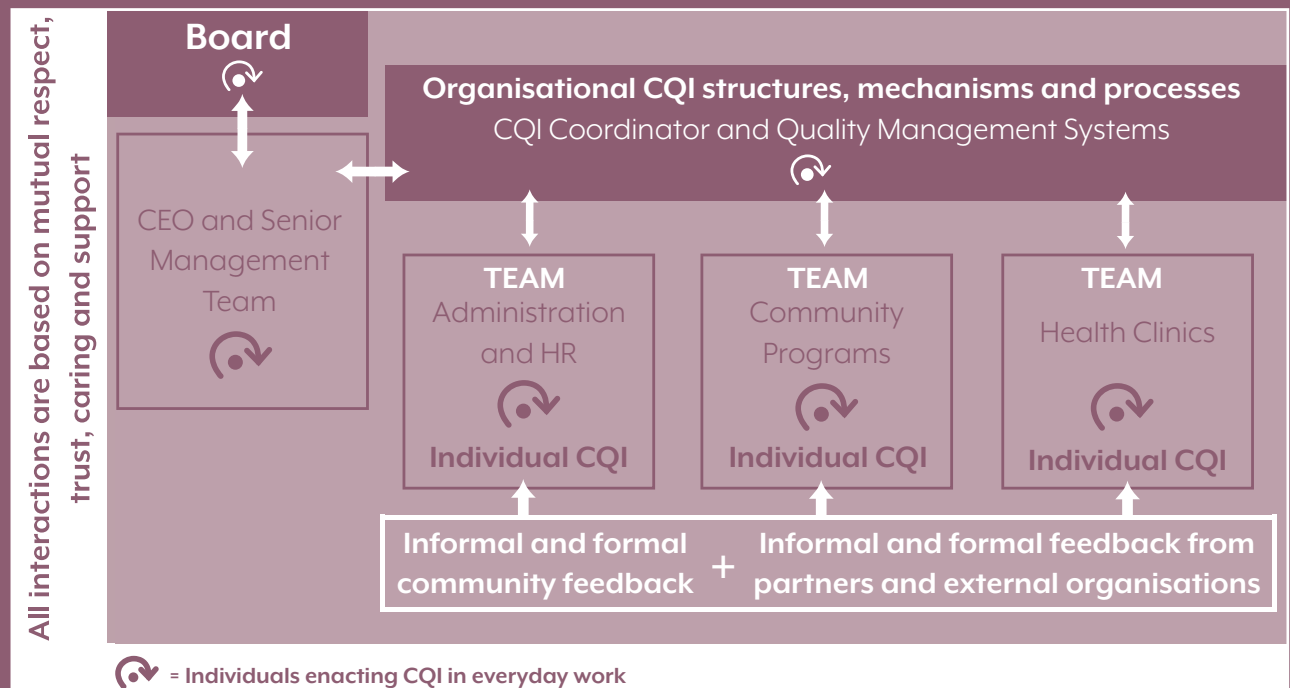 All interactions are based on mutual respect,
trust, caring and support
Board
Organisational CQI structures, mechanisms and processes
CQI Coordinator and Quality Management Systems
CEO and Senior
Management
Team
TEAM
Administration
and HR
Individual CQI
TEAM
Community
Programs
Individual CQI
TEAM
Health Clinics
Individual CQI
Informal and formal
community feedback
+
Informal and formal feedback from
partners and external organisations
= Individuals enacting CQI in everyday work